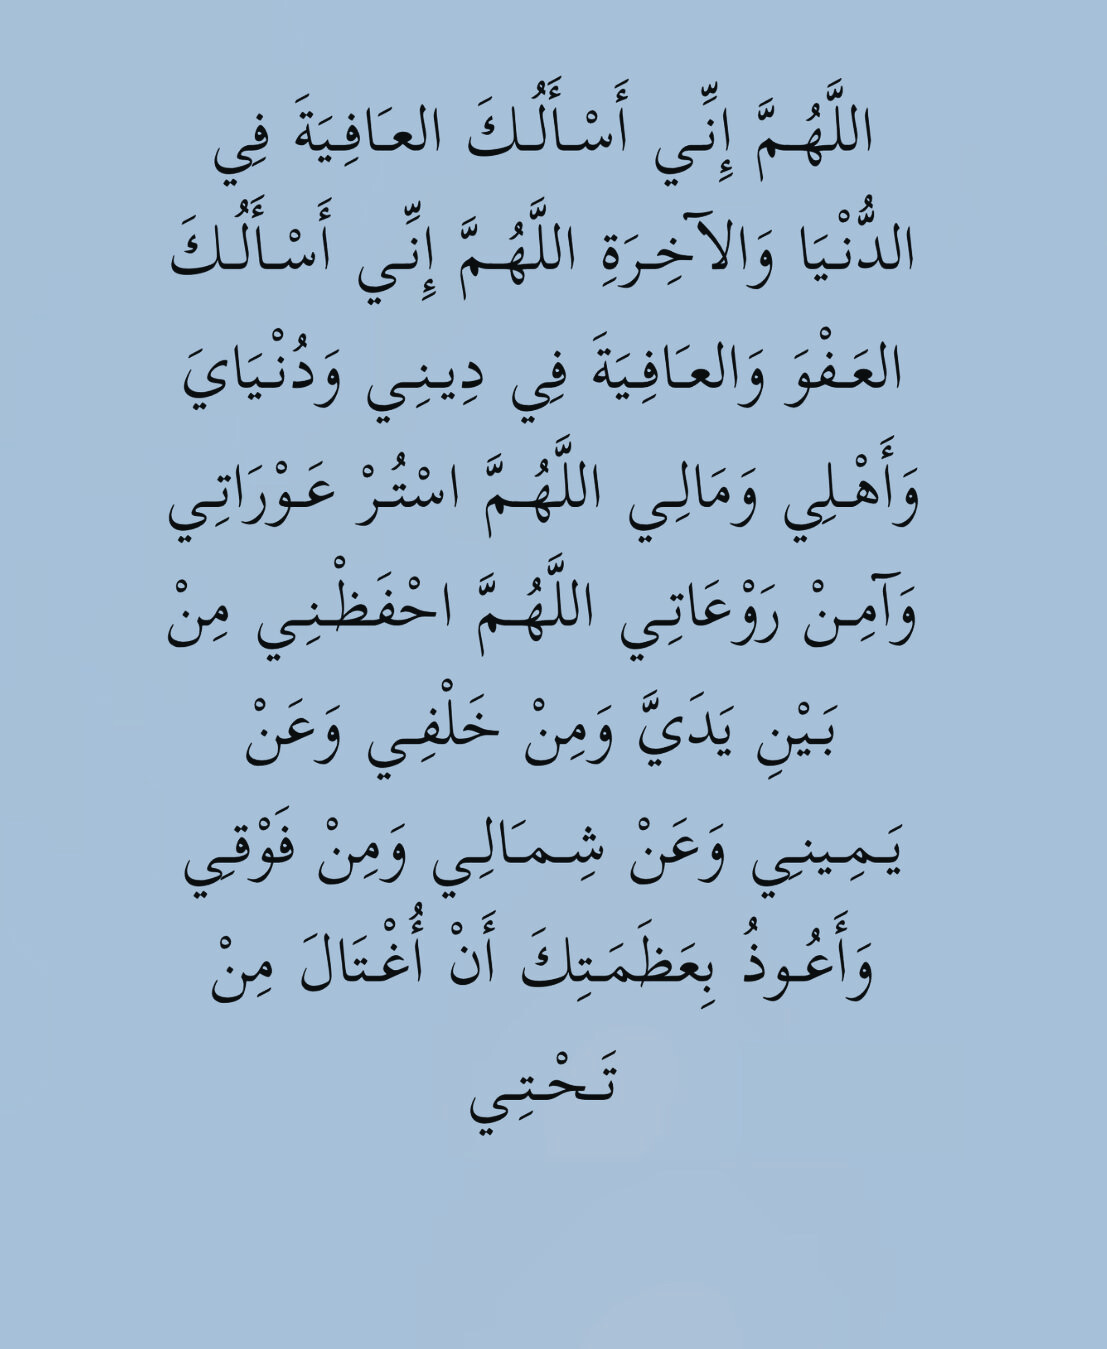 اللَّهُمَّ إِنِّي أَسْأَلُكَ العَافِيَةَ فِي
الدُّنْيَا وَالآخِرَةِ اللَّهُمَّ إِنِّي أَسْأَلُكَ
العَفْوَ وَالعَافِيَةَ فِي دِينِي وَدُنْيَايَ
وَأَهْلِي وَمَالِي اللَّهُمَّ اسْتُرْ عَوْرَاتِي
وَآمِنْ رَوْعَاتِي اللَّهُمَّ احْفَظْنِي مِنْ
بَيْنِ يَدَيَّ وَمِنْ خَلْفِي وَعَنْ
يَمِينِي وَعَنْ شِمَالِي وَمِنْ فَوْقِي
وَأَعُوذُ بِعَظَمَتِكَ أَنْ أُغْتَالَ مِنْ
تَحْتِي